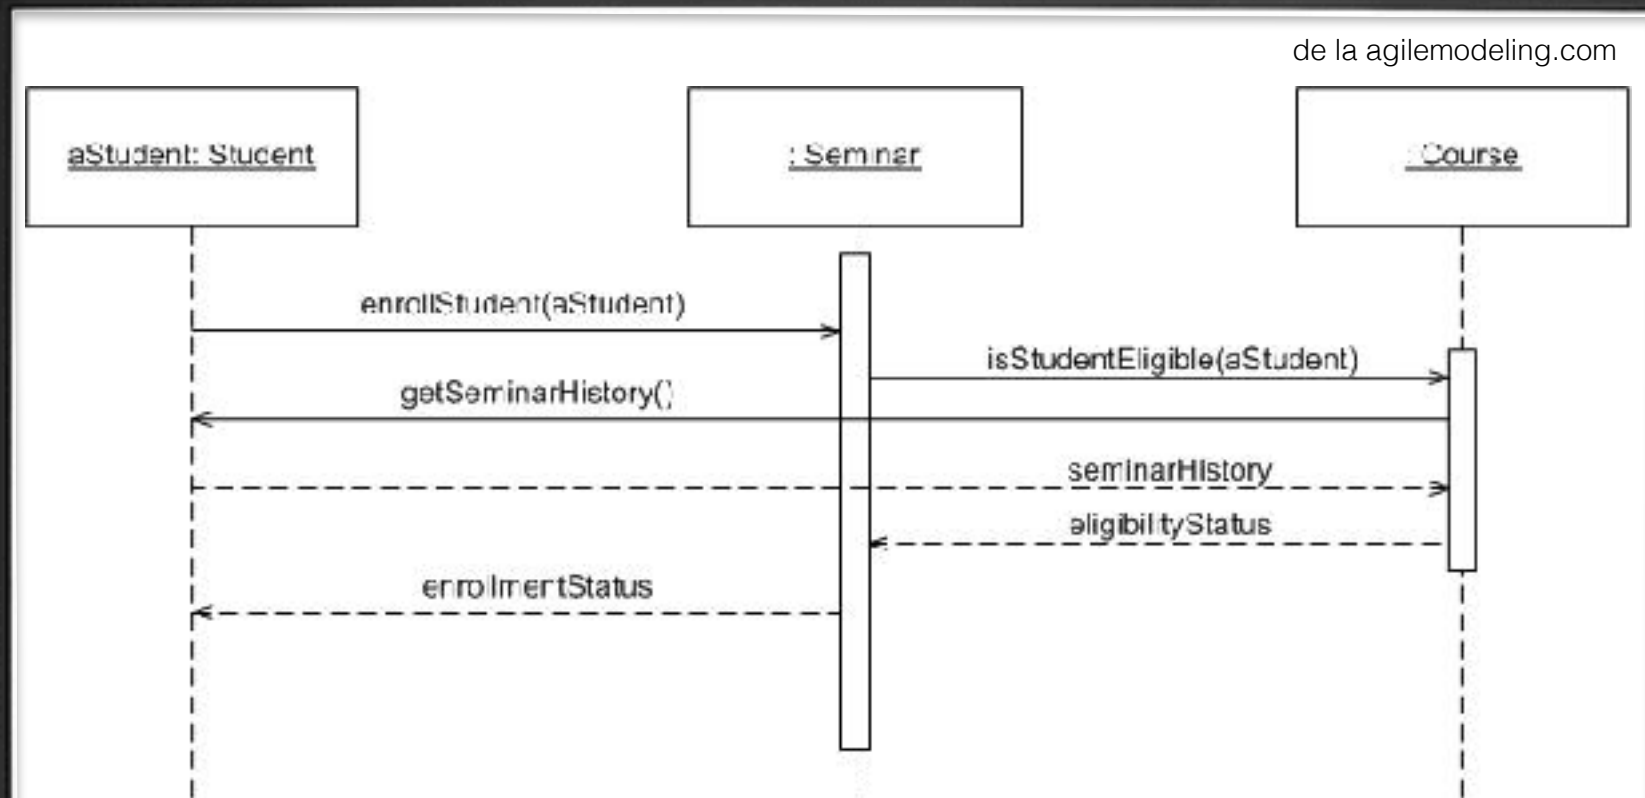 de la agilemodeling.com
aStudent: Student
: Seminar
: Course
enrollStudent(aStudent)
isStudentEligible(aStudent)
getSeminarHistory()
seminarHistory
eligibilityStatus
enrollmentStatus